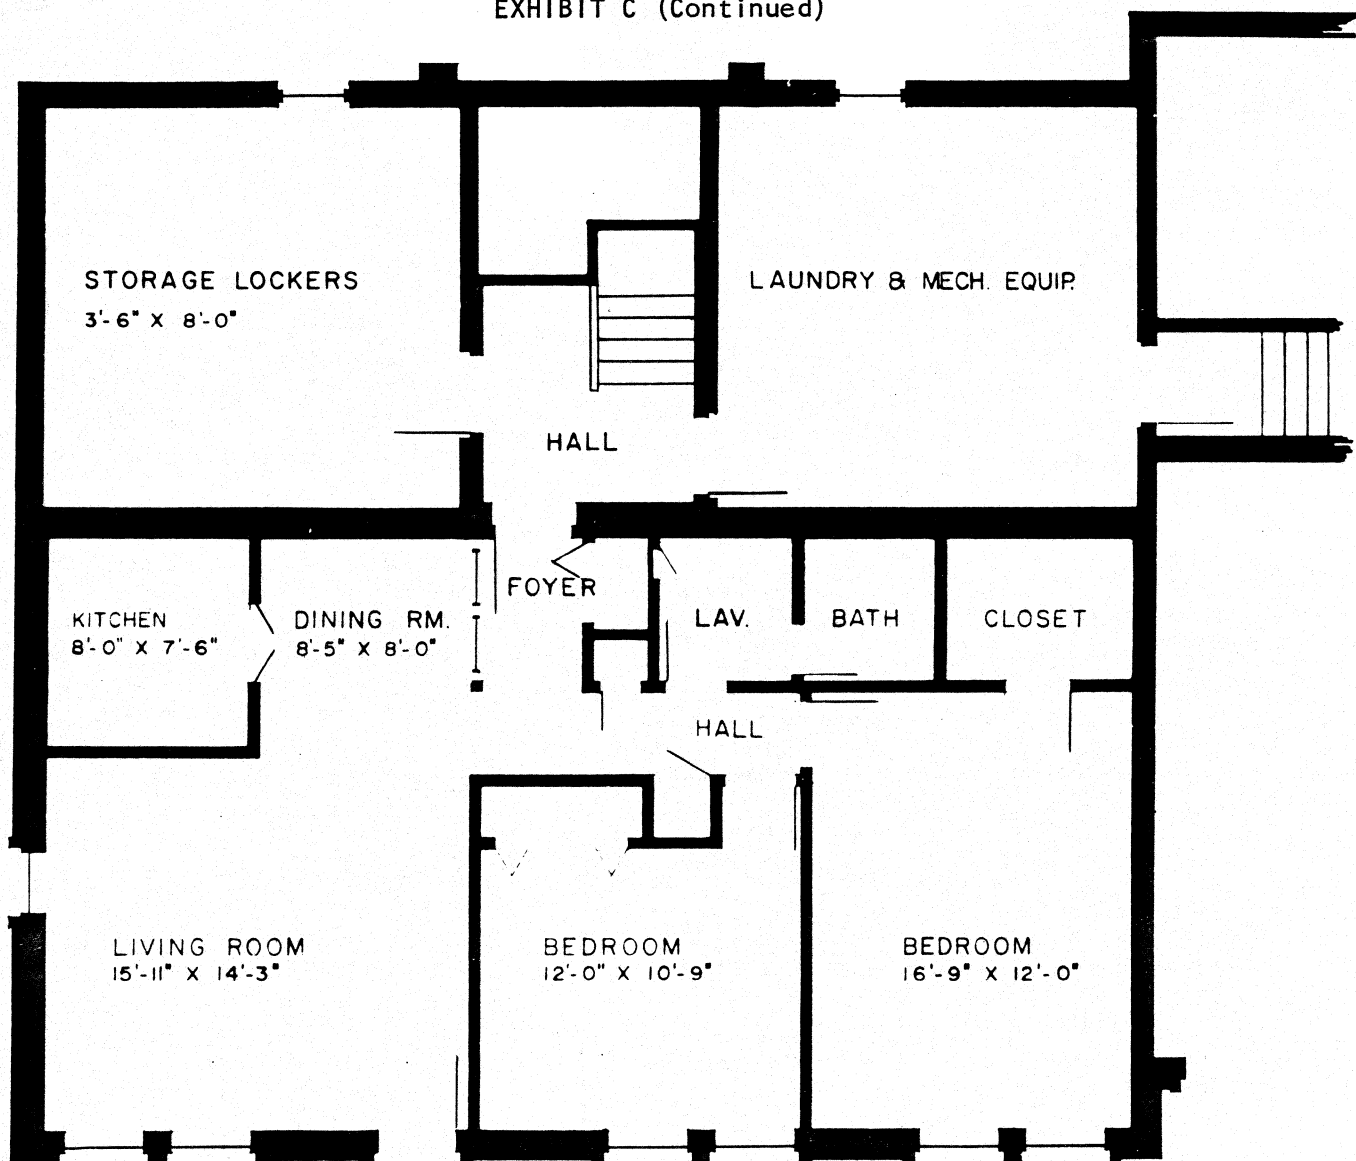 EXHIBIT C (Continued)
STORAGE LOCKERS
3'-6" X 8'-0"
LAUNDRY & MECH. EQUIP.
HALL
FOYER
KITCHEN
8'-0" X 7'-6"
DINING RM.
8'-5" X 8'-0"
LAV.
BATH
CLOSET
HALL
LIVING ROOM
15'-11" X 14'-3"
BEDROOM
12'-0" X 10'-9"
BEDROOM
16'-9" X 12'-0"